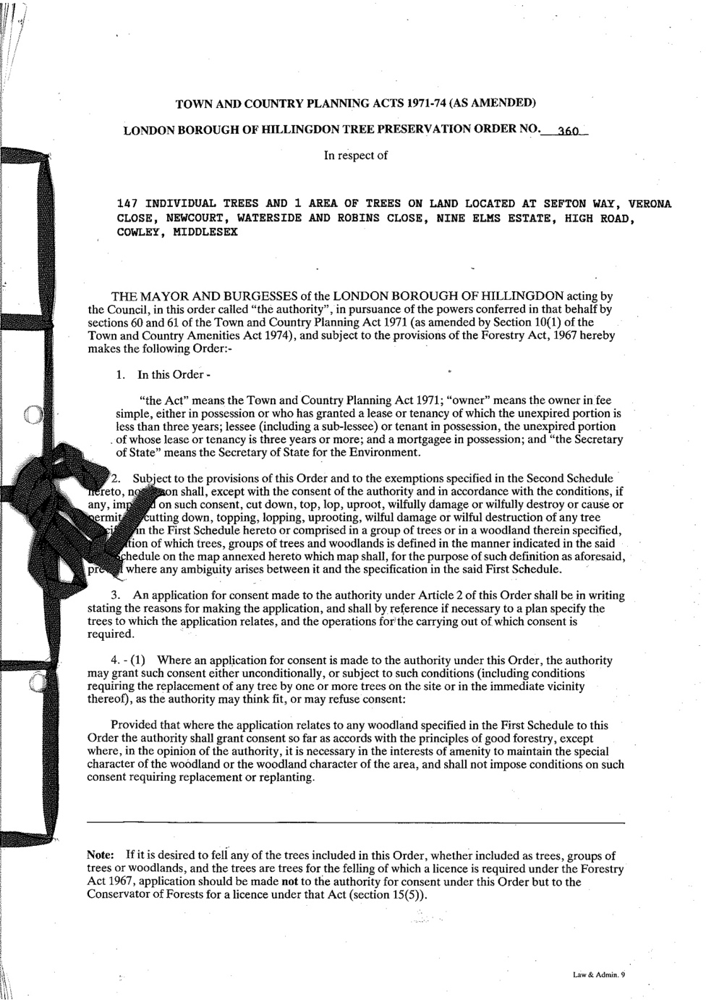 TOWN AND COUNTRY PLANNING ACTS 1971-74 (AS AMENDED)
LONDON BOROUGH OF HILLINGDON TREE PRESERVATION ORDER NO. 360
In respect of
147 INDIVIDUAL TREES AND 1 AREA OF TREES ON LAND LOCATED AT SEFTON WAY, VERONA
CLOSE, NEWCOURT, WATERSIDE AND ROBINS CLOSE, NINE ELMS ESTATE, HIGH ROAD,
COWLEY, MIDDLESEX
THE MAYOR AND BURGESSES of the LONDON BOROUGH OF HILLINGDON acting by
the Council, in this order called “the authority”, in pursuance of the powers conferred in that behalf by
sections 60 and 61 of the Town and Country Planning Act 1971 (as amended by Section 10(1) of the
Town and Country Amenities Act 1974), and subject to the provisions of the Forestry Act, 1967 hereby
makes the following Order:-
1. In this Order -
“the Act” means the Town and Country Planning Act 1971; “owner” means the owner in fee
simple, either in possession or who has granted a lease or tenancy of which the unexpired portion is
less than three years; lessee (including a sub-lessee) or tenant in possession, the unexpired portion
of whose lease or tenancy is three years or more; and a mortgagee in possession; and “the Secretary
of State” means the Secretary of State for the Environment.
2. Subject to the provisions of this Order and to the exemptions specified in the Second Schedule
hereto, no on shall, except with the consent of the authority and in accordance with the conditions, if
any, imp on such consent, cut down, top, lop, uproot, wilfully damage or wilfully destroy or cause or
permit cutting down, topping, lopping, uprooting, wilful damage or wilful destruction of any tree
in the First Schedule hereto or comprised in a group of trees or in a woodland therein specified,
tion of which trees, groups of trees and woodlands is defined in the manner indicated in the said
chedule on the map annexed hereto which map shall, for the purpose of such definition as aforesaid,
pre where any ambiguity arises between it and the specification in the said First Schedule.
3. An application for consent made to the authority under Article 2 of this Order shall be in writing
stating the reasons for making the application, and shall by reference if necessary to a plan specify the
trees to which the application relates, and the operations for the carrying out of which consent is
required.
4. - (1) Where an application for consent is made to the authority under this Order, the authority
may grant such consent either unconditionally, or subject to such conditions (including conditions
requiring the replacement of any tree by one or more trees on the site or in the immediate vicinity
thereof), as the authority may think fit, or may refuse consent:
Provided that where the application relates to any woodland specified in the First Schedule to this
Order the authority shall grant consent so far as accords with the principles of good forestry, except
where, in the opinion of the authority, it is necessary in the interests of amenity to maintain the special
character of the woodland or the woodland character of the area, and shall not impose conditions on such
consent requiring replacement or replanting.
Note: If it is desired to fell any of the trees included in this Order, whether included as trees, groups of
trees or woodlands, and the trees are trees for the felling of which a licence is required under the Forestry
Act 1967, application should be made not to the authority for consent under this Order but to the
Conservator of Forests for a licence under that Act (section 15(5)).
Law & Admin. 9